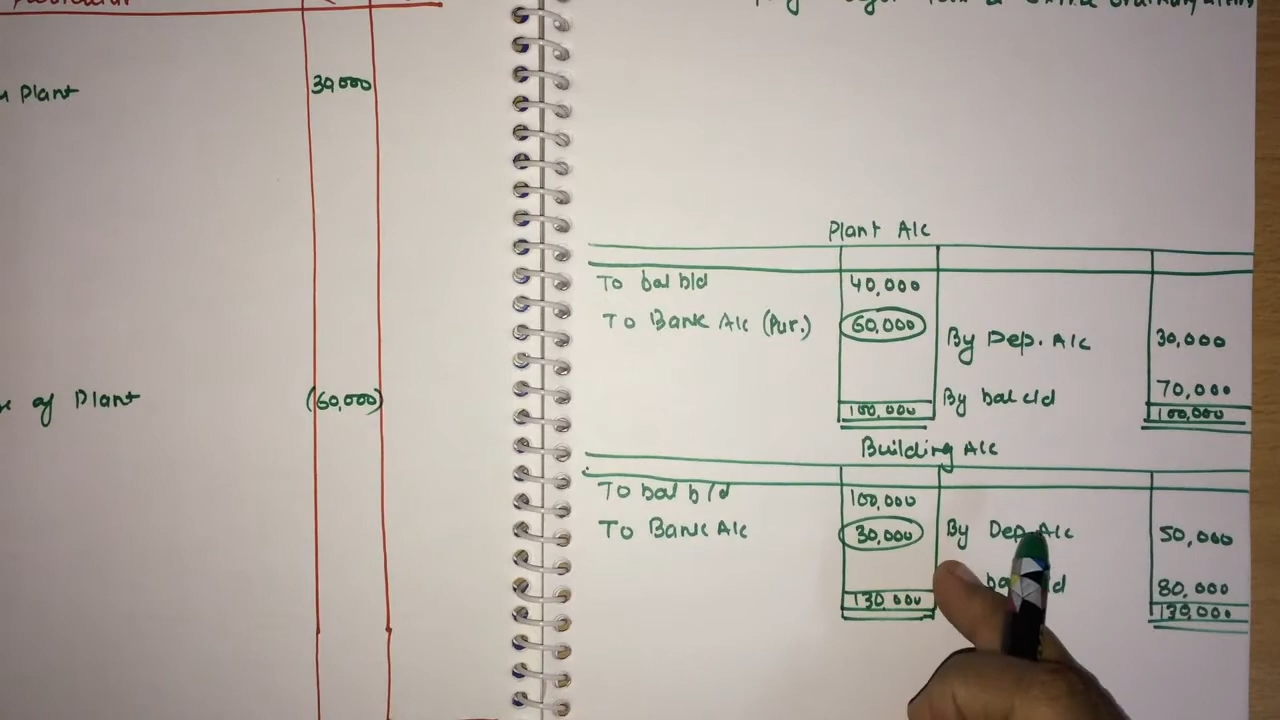 Plant
30,000
of Plant
(60,000)
Plant A/c
To bal b/d 40,000
To Bank A/c (Pur.) 60,000
By Dep. A/c 30,000
By bal c/d 70,000
100,000 100,000
Building A/c
To bal b/d 100,000
To Bank A/c 30,000 By Dep. A/c 50,000
80,000
130,000 130,000